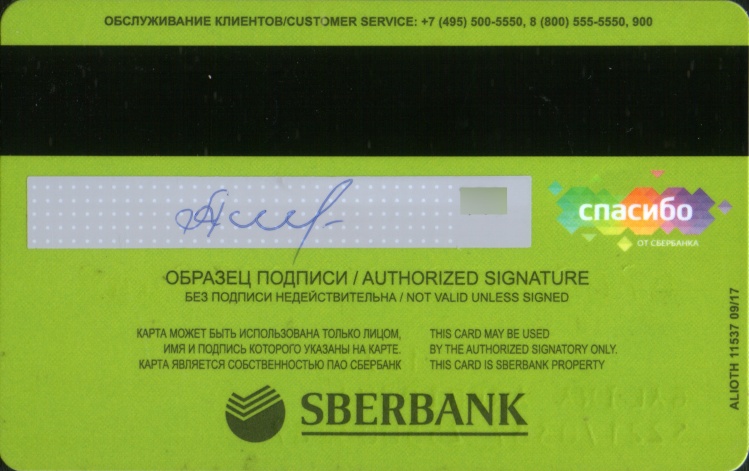 ОБСЛУЖИВАНИЕ КЛИЕНТОВ/CUSTOMER SERVICE: +7 (495) 500-5550, 8 (800) 555-5550, 900
спасибо
ОТ СБЕРБАНКА
ОБРАЗЕЦ ПОДПИСИ / AUTHORIZED SIGNATURE
БЕЗ ПОДПИСИ НЕДЕЙСТВИТЕЛЬНА / NOT VALID UNLESS SIGNED
КАРТА МОЖЕТ БЫТЬ ИСПОЛЬЗОВАНА ТОЛЬКО ЛИЦОМ,
ИМЯ И ПОДПИСЬ КОТОРОГО УКАЗАНЫ НА КАРТЕ.
КАРТА ЯВЛЯЕТСЯ СОБСТВЕННОСТЬЮ ПАО СБЕРБАНК
THIS CARD MAY BE USED
BY THE AUTHORIZED SIGNATORY ONLY.
THIS CARD IS SBERBANK PROPERTY
ALIOTH 11537 09/17
SBERBANK